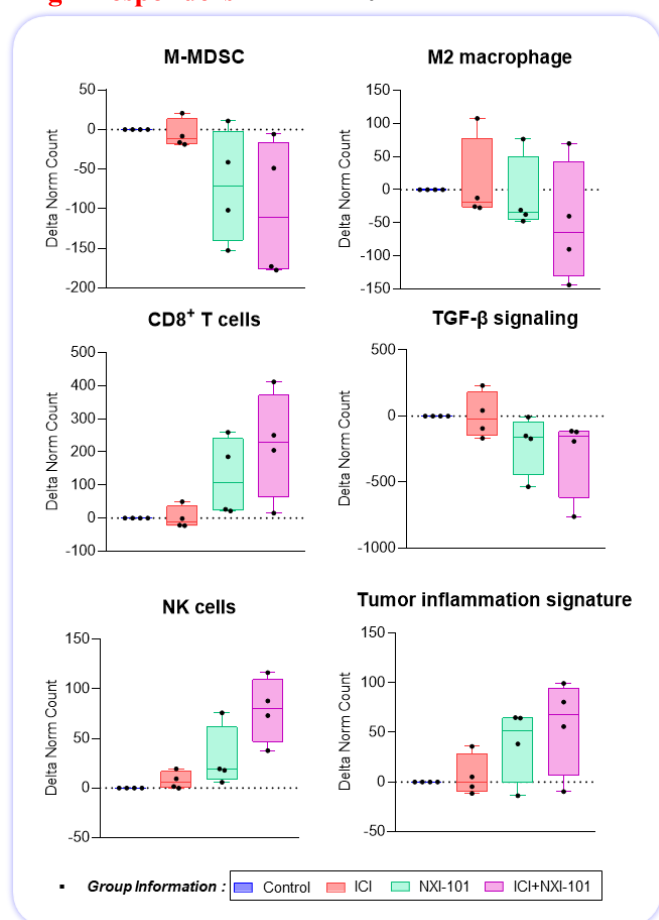 M-MDSC
50
0
-50
-100
-150
-200
Delta Norm Count
M2 macrophage
150
100
50
0
-50
-100
-150
Delta Norm Count
CD8⁺ T cells
500
400
300
200
100
0
-100
Delta Norm Count
TGF-β signaling
500
0
-500
-1000
Delta Norm Count
NK cells
150
100
50
0
-50
Delta Norm Count
Tumor inflammation signature
150
100
50
0
-50
Delta Norm Count
▪ Group Information : Control ICI NXI-101 ICI+NXI-101